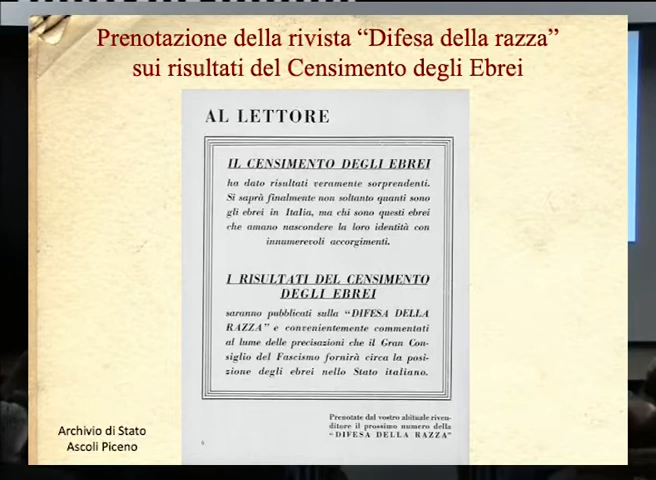 Prenotazione della rivista “Difesa della razza”
sui risultati del Censimento degli Ebrei
AL LETTORE
IL CENSIMENTO DEGLI EBREI
ha dato risultati veramente sorprendenti.
Si saprà finalmente non soltanto quanti sono
gli ebrei in Italia, ma chi sono questi ebrei
che amano nascondere la loro identità con
innumerevoli accorgimenti.
I RISULTATI DEL CENSIMENTO
DEGLI EBREI
saranno pubblicati sulla “DIFESA DELLA
RAZZA” e convenientemente commentati
al lume delle precisazioni che il Gran Con-
siglio del Fascismo fornirà circa la posi-
zione degli ebrei nello Stato italiano.
Prenotate dal vostro abituale riven-
ditore il prossimo numero della
“DIFESA DELLA RAZZA”
Archivio di Stato
Ascoli Piceno